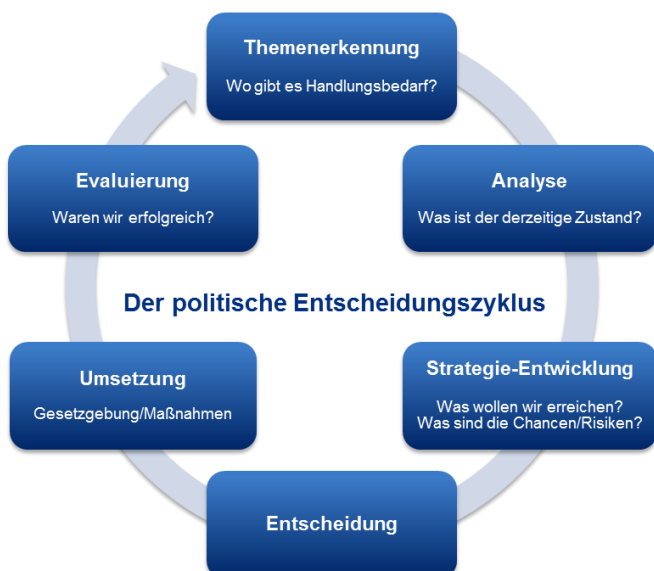 Themenerkennung
Wo gibt es Handlungsbedarf?
Analyse
Was ist der derzeitige Zustand?
Strategie-Entwicklung
Was wollen wir erreichen?
Was sind die Chancen/Risiken?
Entscheidung
Umsetzung
Gesetzgebung/Maßnahmen
Evaluierung
Waren wir erfolgreich?
Der politische Entscheidungszyklus